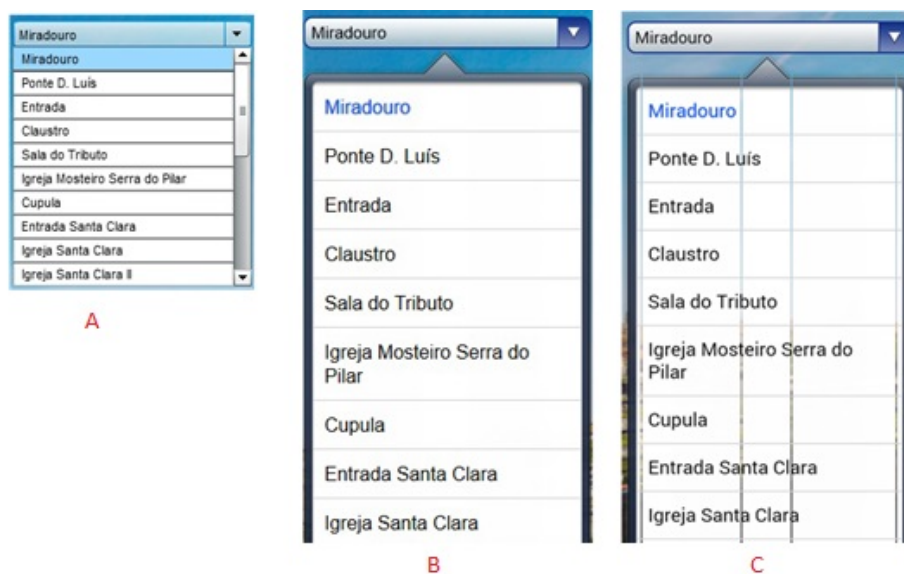 Miradouro
Miradouro
Ponte D. Luís
Entrada
Claustro
Sala do Tributo
Igreja Mosteiro Serra do Pilar
Cupula
Entrada Santa Clara
Igreja Santa Clara
Igreja Santa Clara II
A
Miradouro
Miradouro
Ponte D. Luís
Entrada
Claustro
Sala do Tributo
Igreja Mosteiro Serra do
Pilar
Cupula
Entrada Santa Clara
Igreja Santa Clara
B
Miradouro
Miradouro
Ponte D. Luís
Entrada
Claustro
Sala do Tributo
Igreja Mosteiro Serra do
Pilar
Cupula
Entrada Santa Clara
Igreja Santa Clara
C